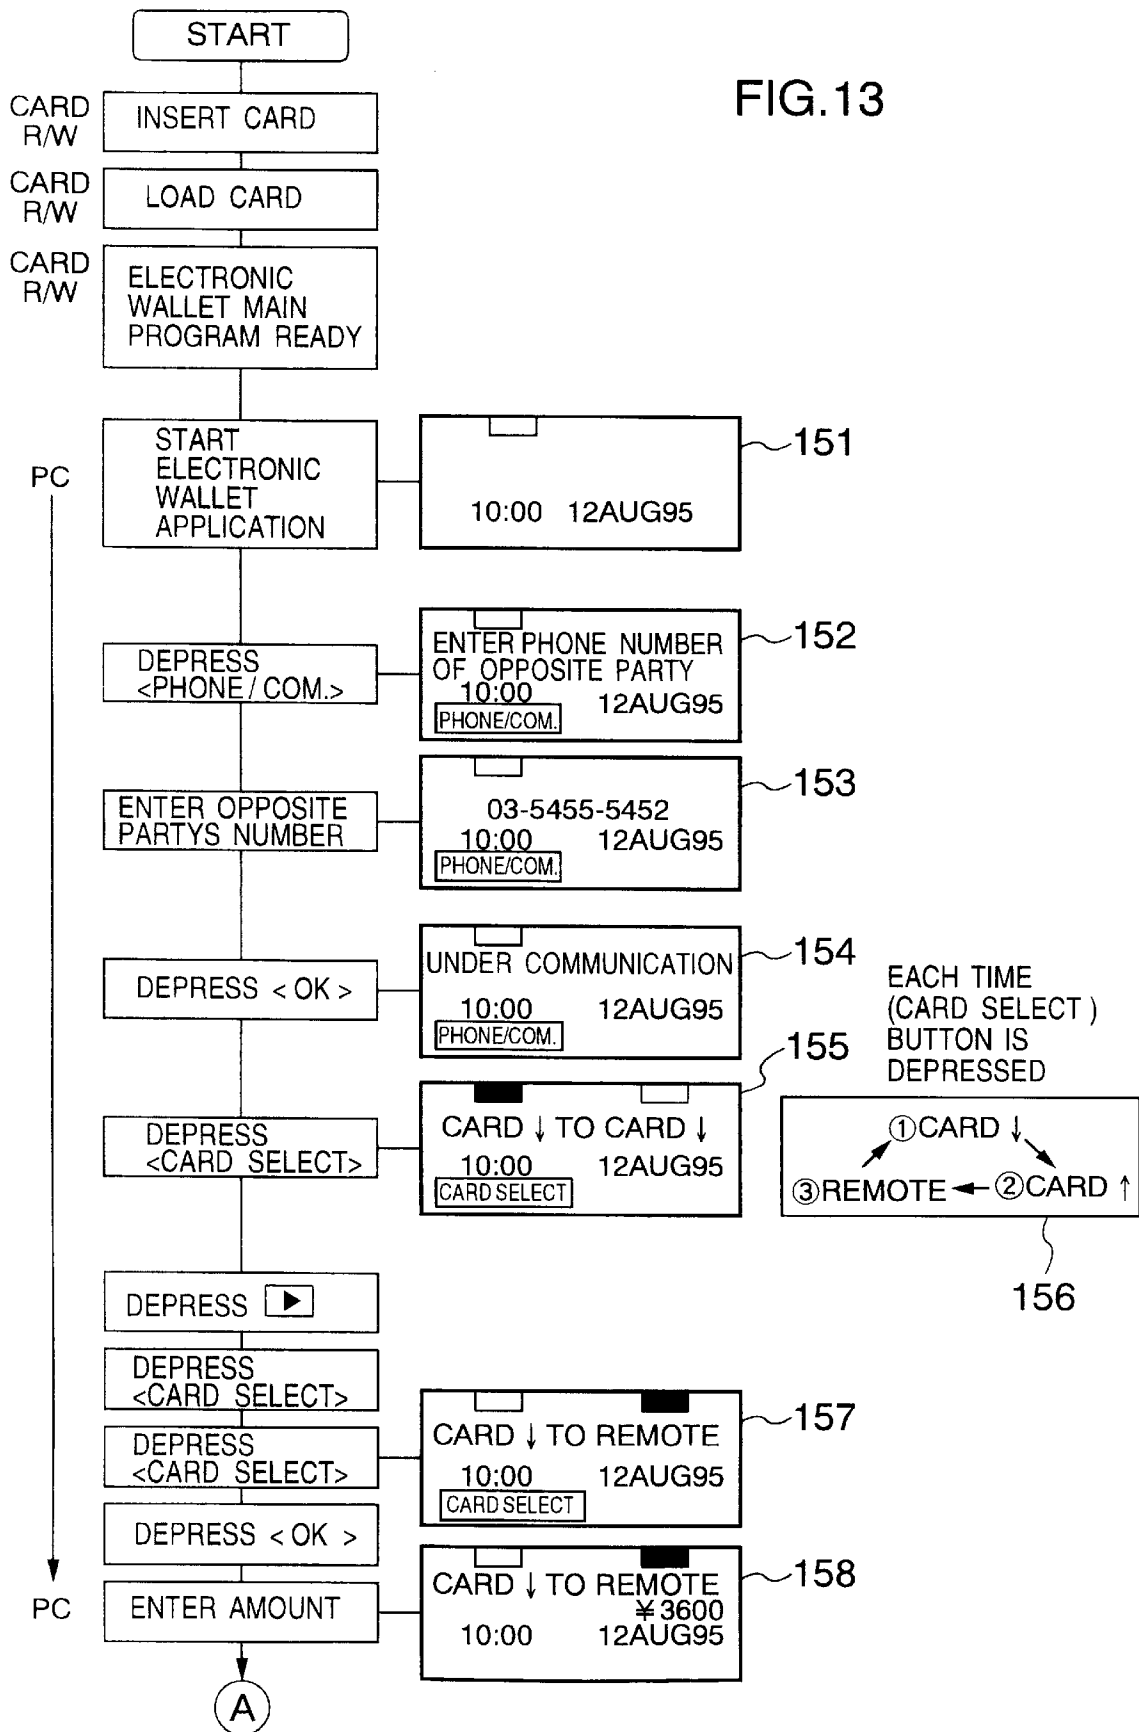 START
FIG.13
CARD
R/W
INSERT CARD
CARD
R/W
LOAD CARD
CARD
R/W
ELECTRONIC
WALLET MAIN
PROGRAM READY
PC
START
ELECTRONIC
WALLET
APPLICATION
10:00 12AUG95
151
DEPRESS
<PHONE/COM.>
ENTER PHONE NUMBER
OF OPPOSITE PARTY
10:00 12AUG95
PHONE/COM.
152
ENTER OPPOSITE
PARTYS NUMBER
03-5455-5452
10:00 12AUG95
PHONE/COM.
153
DEPRESS <OK>
UNDER COMMUNICATION
10:00 12AUG95
PHONE/COM.
154
DEPRESS
<CARD SELECT>
CARD ↓ TO CARD ↓
10:00 12AUG95
CARD SELECT
155
EACH TIME
(CARD SELECT)
BUTTON IS
DEPRESSED
①CARD ↓
③REMOTE ②CARD ↑
156
DEPRESS ▶
DEPRESS
<CARD SELECT>
DEPRESS
<CARD SELECT>
CARD ↓ TO REMOTE
10:00 12AUG95
CARD SELECT
157
DEPRESS <OK>
PC
ENTER AMOUNT
CARD ↓ TO REMOTE
¥3600
10:00 12AUG95
158
A